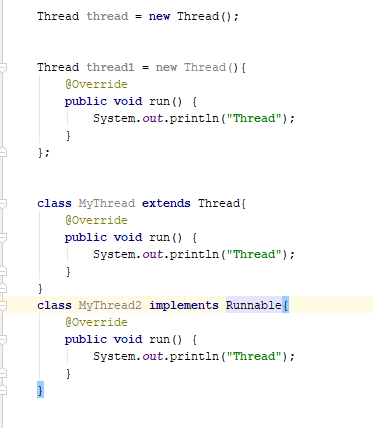 Thread thread = new Thread();
Thread thread1 = new Thread(){
@Override
public void run() {
System.out.println("Thread");
}
};
class MyThread extends Thread{
@Override
public void run() {
System.out.println("Thread");
}
}
class MyThread2 implements Runnable{
@Override
public void run() {
System.out.println("Thread");
}
}